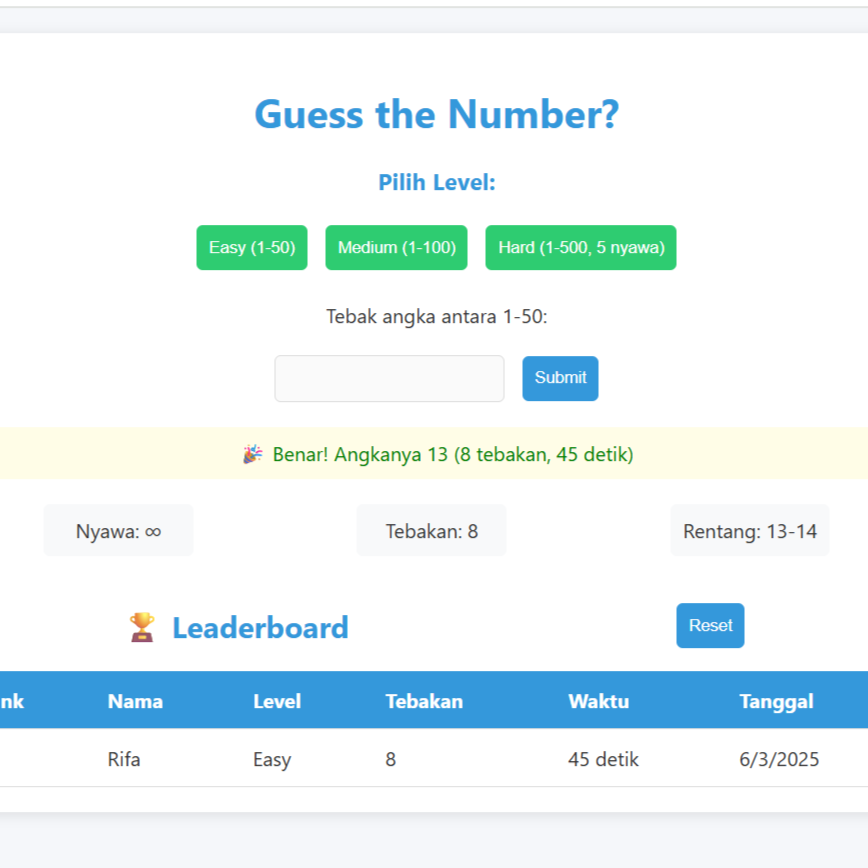 Guess the Number?
Pilih Level:
Easy (1-50) Medium (1-100) Hard (1-500, 5 nyawa)
Tebak angka antara 1-50:
Submit
🎉 Benar! Angkanya 13 (8 tebakan, 45 detik)
Nyawa: ∞ Tebakan: 8 Rentang: 13-14
🏆 Leaderboard Reset
nk Nama Level Tebakan Waktu Tanggal
Rifa Easy 8 45 detik 6/3/2025